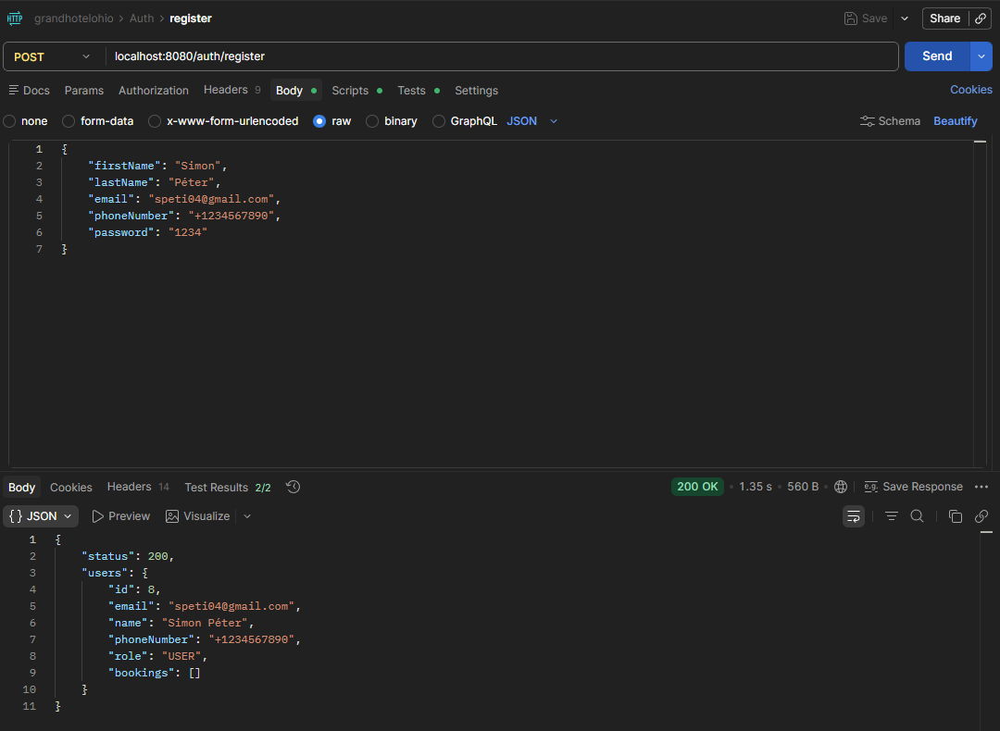 HTTP grandhotelohio > Auth > register Save Share
POST localhost:8080/auth/register Send
Docs Params Authorization Headers 9 Body Scripts Tests Settings Cookies
none form-data x-www-form-urlencoded raw binary GraphQL JSON Schema Beautify
1 {
2 "firstName": "Simon",
3 "lastName": "Péter",
4 "email": "speti04@gmail.com",
5 "phoneNumber": "+1234567890",
6 "password": "1234"
7 }
Body Cookies Headers 14 Test Results 2/2 200 OK • 1.35 s • 560 B • e.g. Save Response
{} JSON Preview Visualize
1 {
2 "status": 200,
3 "users": {
4 "id": 8,
5 "email": "speti04@gmail.com",
6 "name": "Simon Péter",
7 "phoneNumber": "+1234567890",
8 "role": "USER",
9 "bookings": []
10 }
11 }